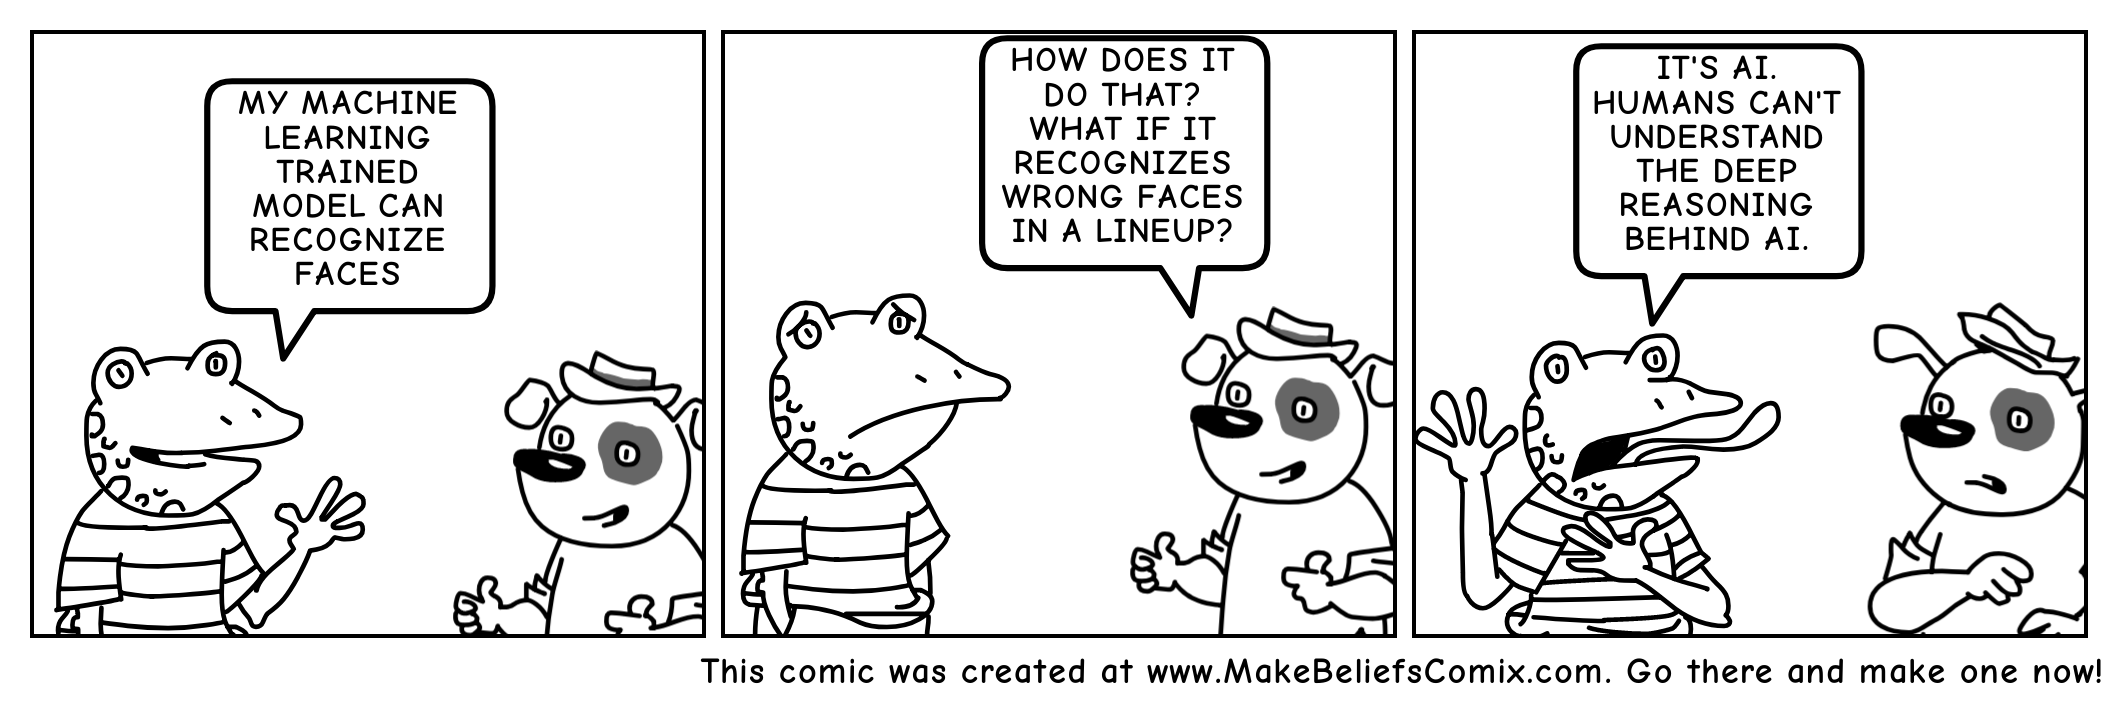 MY MACHINE
LEARNING
TRAINED
MODEL CAN
RECOGNIZE
FACES
HOW DOES IT
DO THAT?
WHAT IF IT
RECOGNIZES
WRONG FACES
IN A LINEUP?
IT'S AI.
HUMANS CAN'T
UNDERSTAND
THE DEEP
REASONING
BEHIND AI.
This comic was created at www.MakeBeliefsComix.com. Go there and make one now!